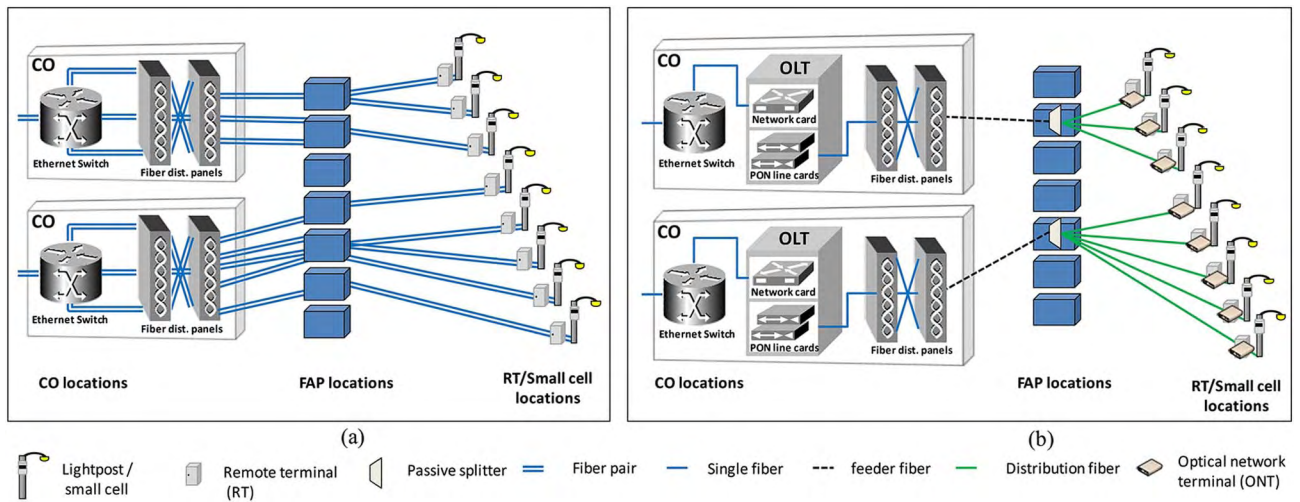 a)
CO
Ethernet Switch
Fiber dist. panels
CO
Ethernet Switch
Fiber dist. panels
CO locations
FAP locations
RT/Small cell
locations
b)
CO
OLT
Network card
Ethernet Switch
PON line cards
Fiber dist. panels
CO
OLT
Network card
Ethernet Switch
PON line cards
Fiber dist. panels
CO locations
FAP locations
RT/Small cell
locations
(a)
(b)
Lightpost /
small cell
Remote terminal
(RT)
Passive splitter
Fiber pair
Single fiber
feeder fiber
Distribution fiber
Optical network
terminal (ONT)